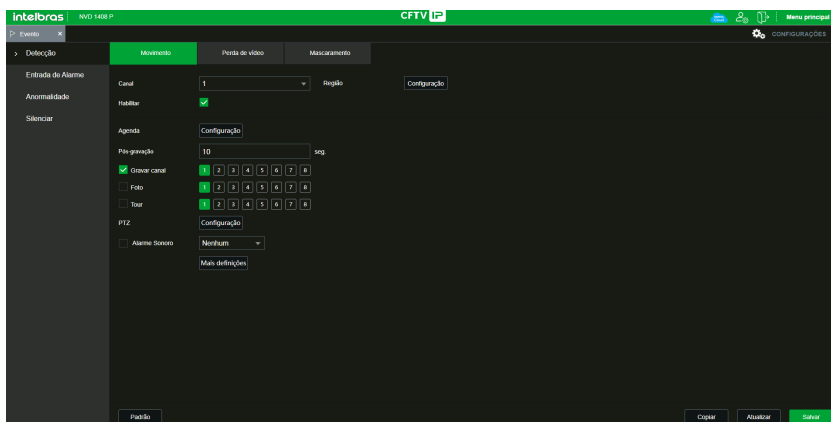 intelbras NVD 1408 P CFTV IP Menu principal
Evento × CONFIGURAÇÕES
> Detecção Movimento Perda de vídeo Mascaramento
Entrada de Alarme
Canal 1 Região Configuração
Anormalidade
Habilitar
Silenciar
Agenda Configuração
Pós-gravação 10 seg.
Gravar canal 1 2 3 4 5 6 7 8
Foto 1 2 3 4 5 6 7 8
Tour 1 2 3 4 5 6 7 8
PTZ Configuração
Alarme Sonoro Nenhum
Mais definições
Padrão Copiar Atualizar Salvar